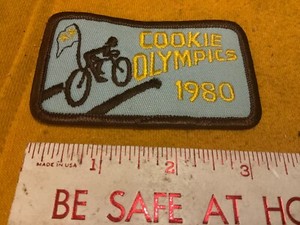 COOKIE
OLYMPICS
1980
MADE IN USA 1 2 3
BE SAFE AT HO